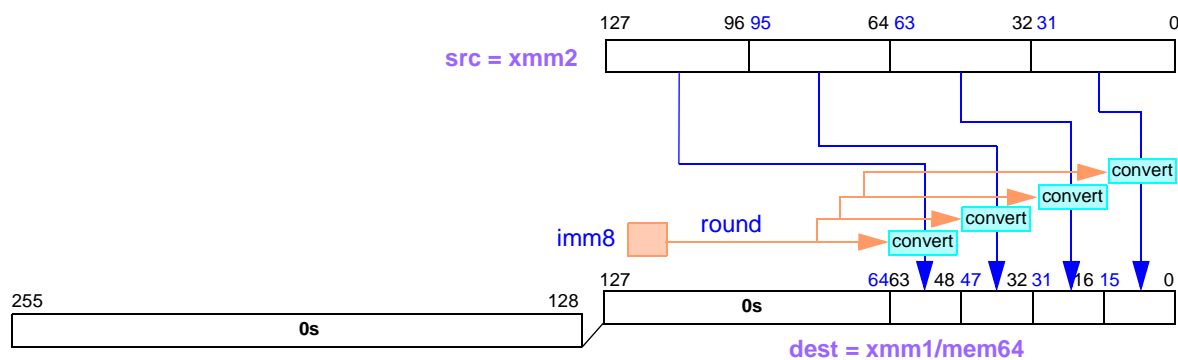 127 96 95 64 63 32 31 0
src = xmm2
convert
convert
round convert
imm8 convert
127 64 63 48 47 32 31 16 15 0
255 128 0s
0s
dest = xmm1/mem64